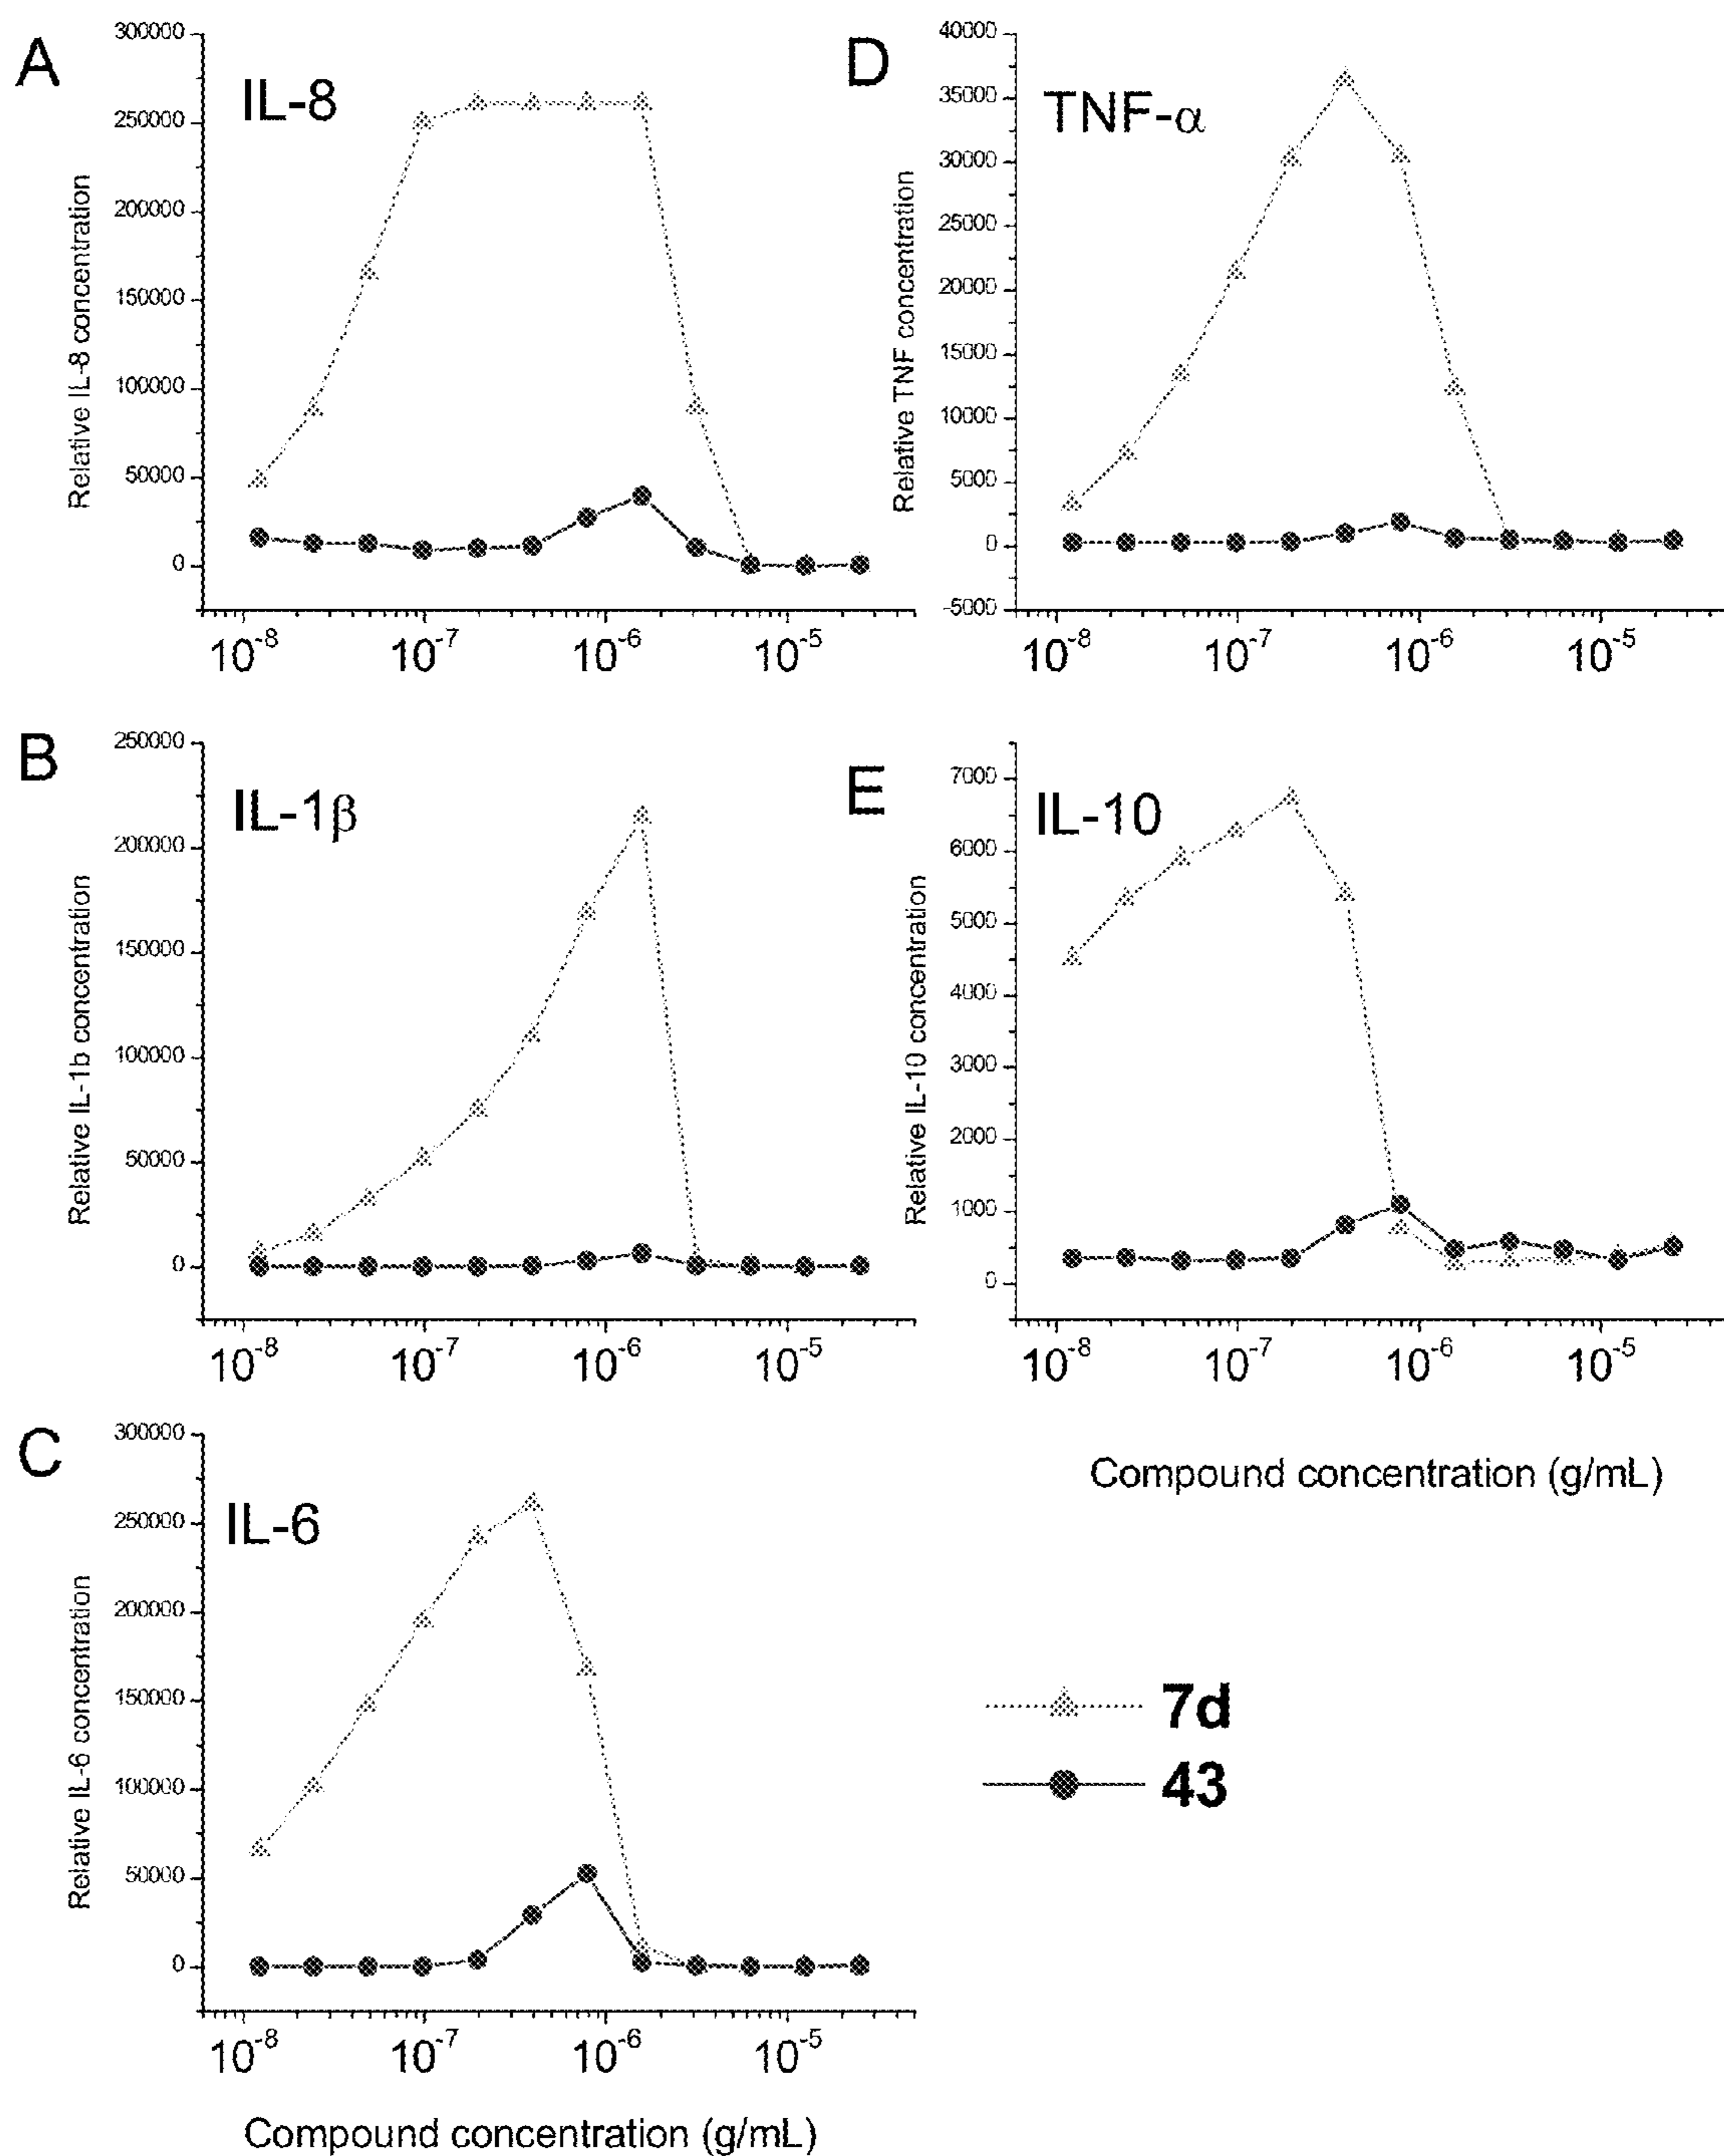 A
IL-8
Relative IL-8 concentration
300000
250000
200000
150000
100000
50000
0
10-8 10-7 10-6 10-5
D
TNF-α
Relative TNF concentration
40000
35000
30000
25000
20000
15000
10000
5000
0
-5000
10-8 10-7 10-6 10-5
B
IL-1β
Relative IL-1b concentration
250000
200000
150000
100000
50000
0
10-8 10-7 10-6 10-5
E
IL-10
Relative IL-10 concentration
7000
6000
5000
4000
3000
2000
1000
0
10-8 10-7 10-6 10-5
Compound concentration (g/mL)
C
IL-6
Relative IL-6 concentration
300000
250000
200000
150000
100000
50000
0
10-8 10-7 10-6 10-5
Compound concentration (g/mL)
7d
43